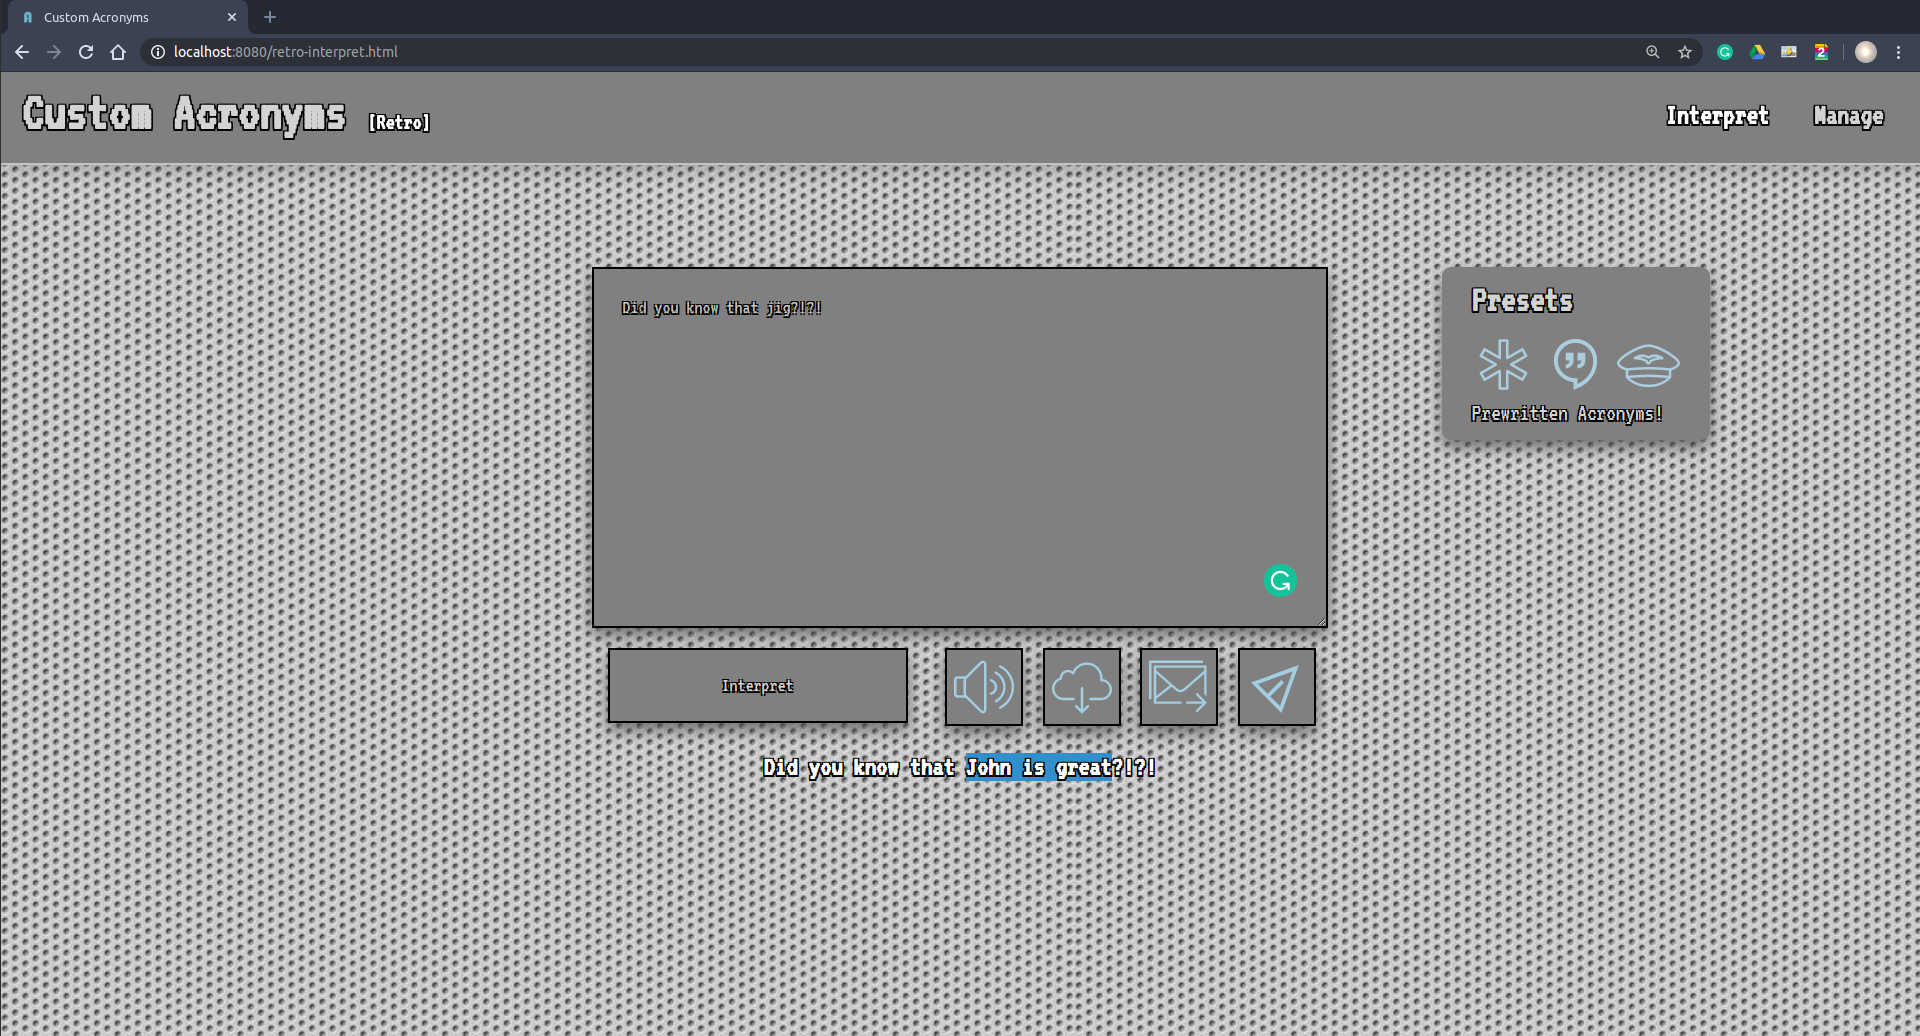 Custom Acronyms
localhost:8080/retro-interpret.html
Custom Acronyms [Retro]
Interpret
Manage
Did you know that jig?!?!
Presets
Prewritten Acronyms!
Interpret
Did you know that John is great?!?!